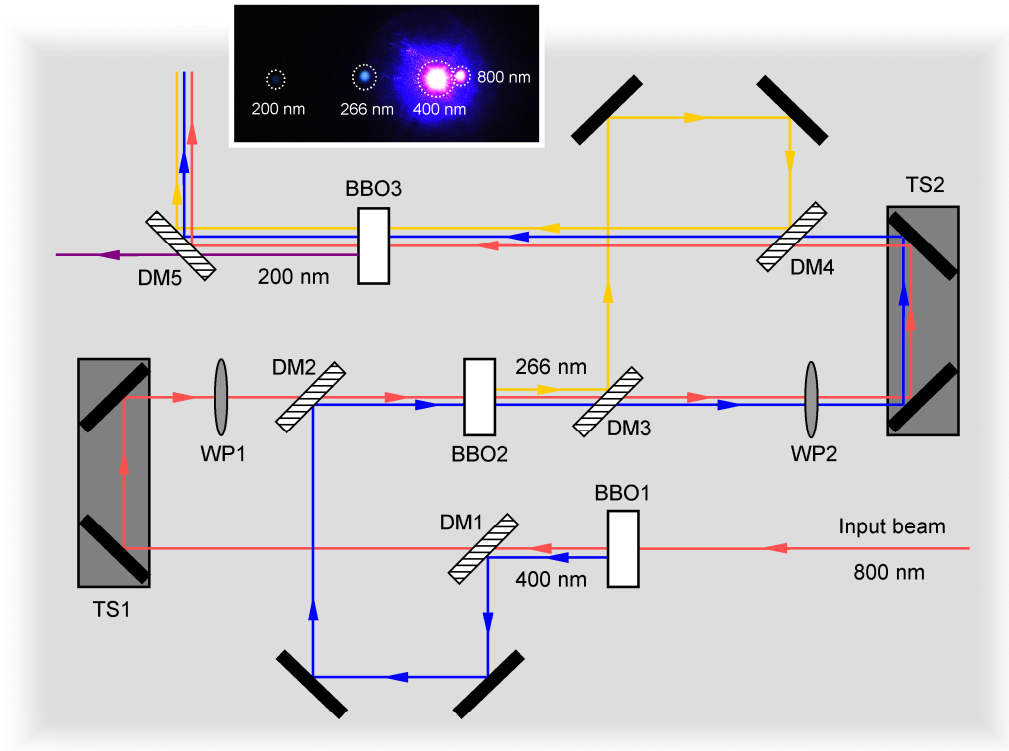 200 nm
266 nm
400 nm
800 nm
BBO3
TS2
DM5
200 nm
DM4
DM2
266 nm
WP1
BBO2
DM3
WP2
BBO1
DM1
Input beam
400 nm
800 nm
TS1